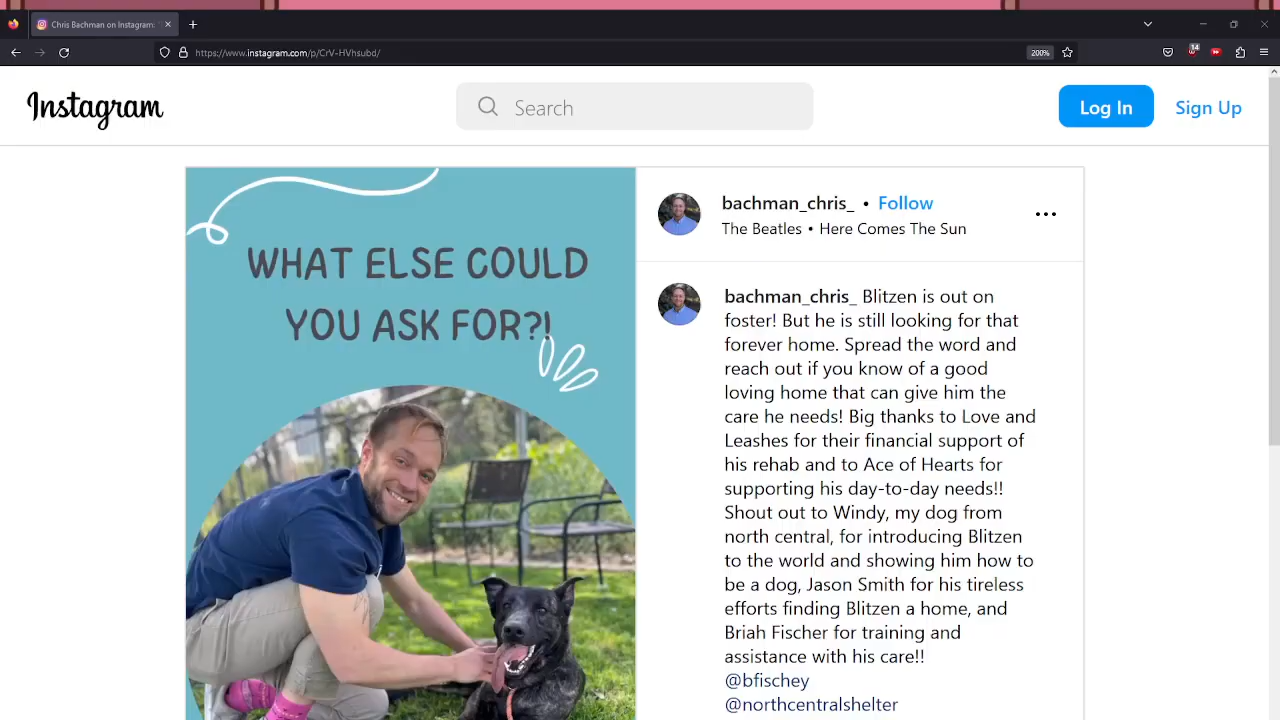 Chris Bachman on Instagram:
https://www.instagram.com/p/CrV-HVhsubd/
200%
14
Instagram
Search
Log In
Sign Up
WHAT ELSE COULD
YOU ASK FOR?!
bachman_chris_ • Follow
The Beatles • Here Comes The Sun
bachman_chris_ Blitzen is out on
foster! But he is still looking for that
forever home. Spread the word and
reach out if you know of a good
loving home that can give him the
care he needs! Big thanks to Love and
Leashes for their financial support of
his rehab and to Ace of Hearts for
supporting his day-to-day needs!!
Shout out to Windy, my dog from
north central, for introducing Blitzen
to the world and showing him how to
be a dog, Jason Smith for his tireless
efforts finding Blitzen a home, and
Briah Fischer for training and
assistance with his care!!
@bfischey
@northcentralshelter